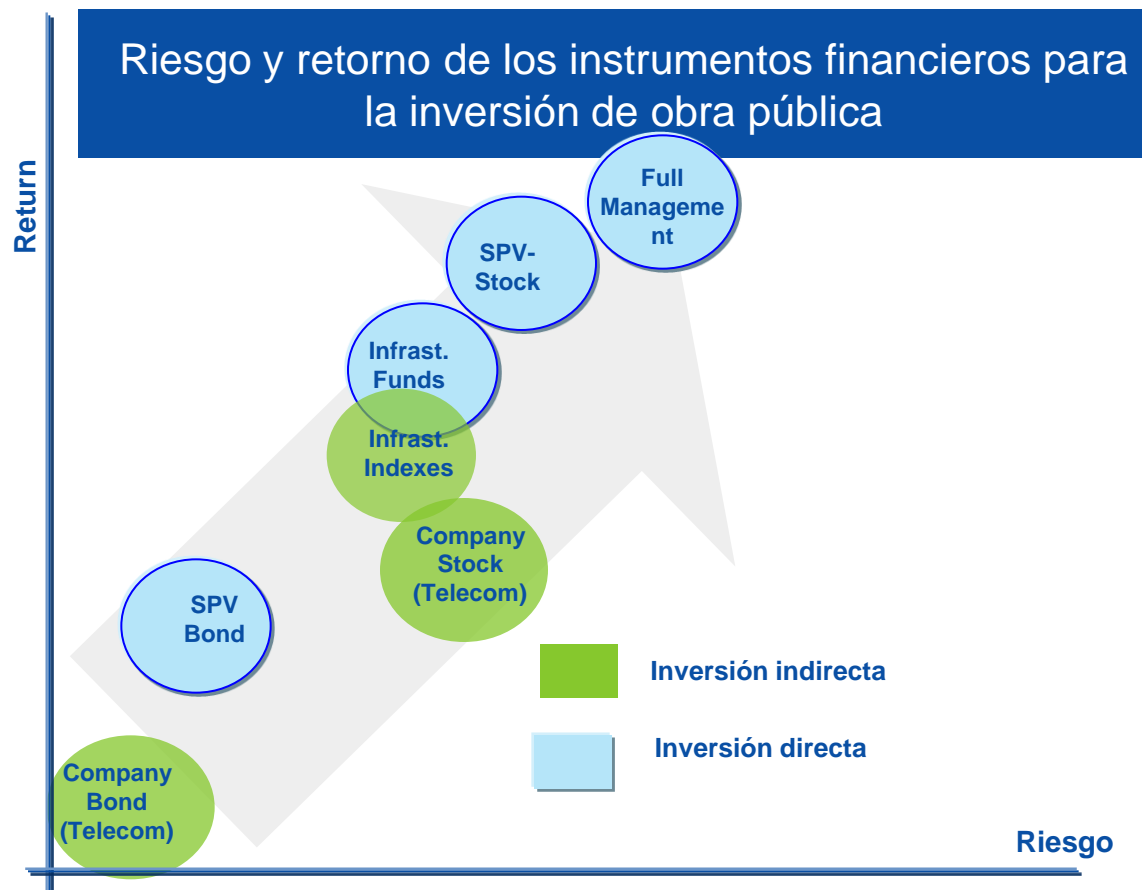 Riesgo y retorno de los instrumentos financieros para
la inversión de obra pública
Return
Full
Manageme
nt
SPV-
Stock
Infrast.
Funds
Infrast.
Indexes
Company
Stock
(Telecom)
SPV
Bond
Inversión indirecta
Inversión directa
Company
Bond
(Telecom)
Riesgo